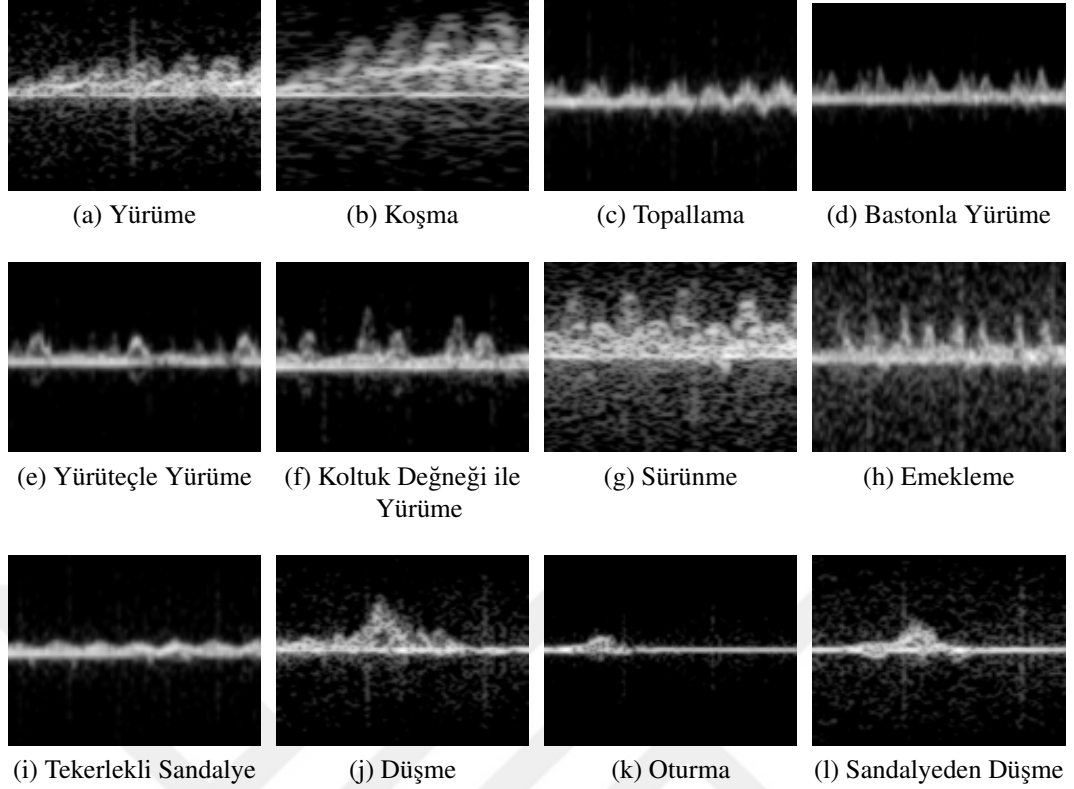 (a) Yürüme
(b) Koşma
(c) Topallama
(d) Bastonla Yürüme
(e) Yürüteçle Yürüme
(f) Koltuk Değneği ile
Yürüme
(g) Sürünme
(h) Emekleme
(i) Tekerlekli Sandalye
(j) Düşme
(k) Oturma
(l) Sandalyeden Düşme